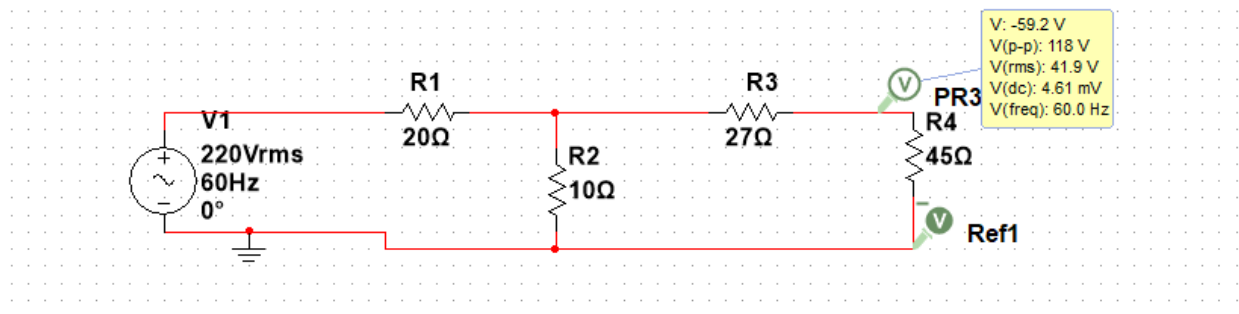 V: -59.2 V
V(p-p): 118 V
V(rms): 41.9 V
V(dc): 4.61 mV
V(freq): 60.0 Hz
V
PR3
R1
20Ω
R3
27Ω
R4
45Ω
V1
220Vrms
60Hz
0°
R2
10Ω
V
Ref1